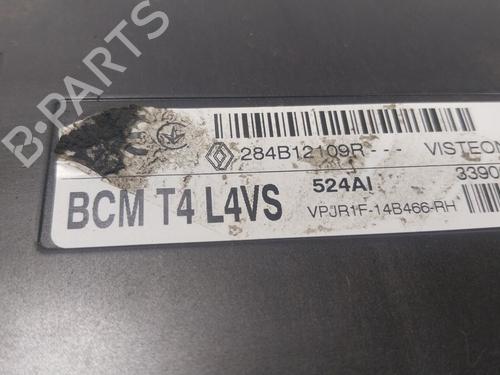 B-PARTS
284B12109R--- VISTEON
BCM T4 L4VS 524AI 3390
VPJR1F-14B466-RH